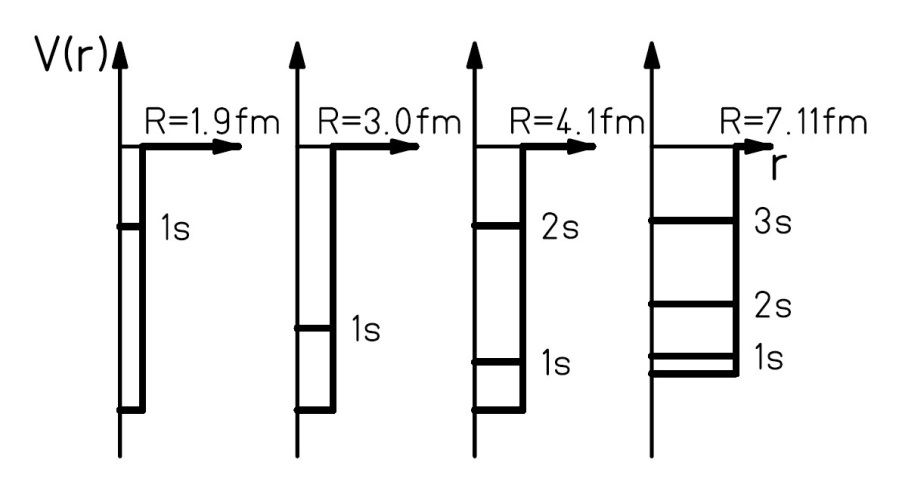 V(r)
R=1.9fm
R=3.0fm
R=4.1fm
R=7.11fm
r
1s
1s
2s
1s
3s
2s
1s